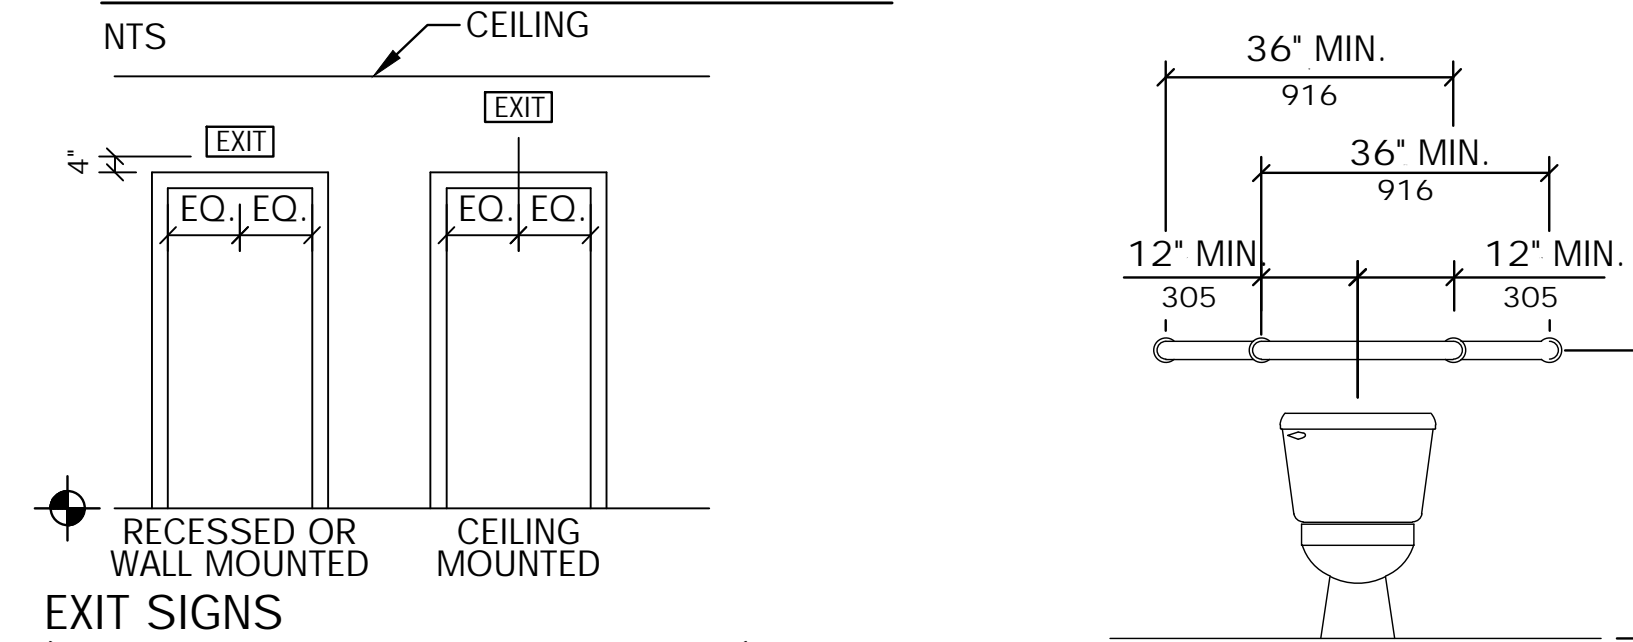 NTS
CEILING
EXIT
EXIT
4"
EQ. EQ.
EQ. EQ.
RECESSED OR
WALL MOUNTED
CEILING
MOUNTED
EXIT SIGNS
36" MIN.
916
36" MIN.
916
12" MIN.
305
12" MIN.
305